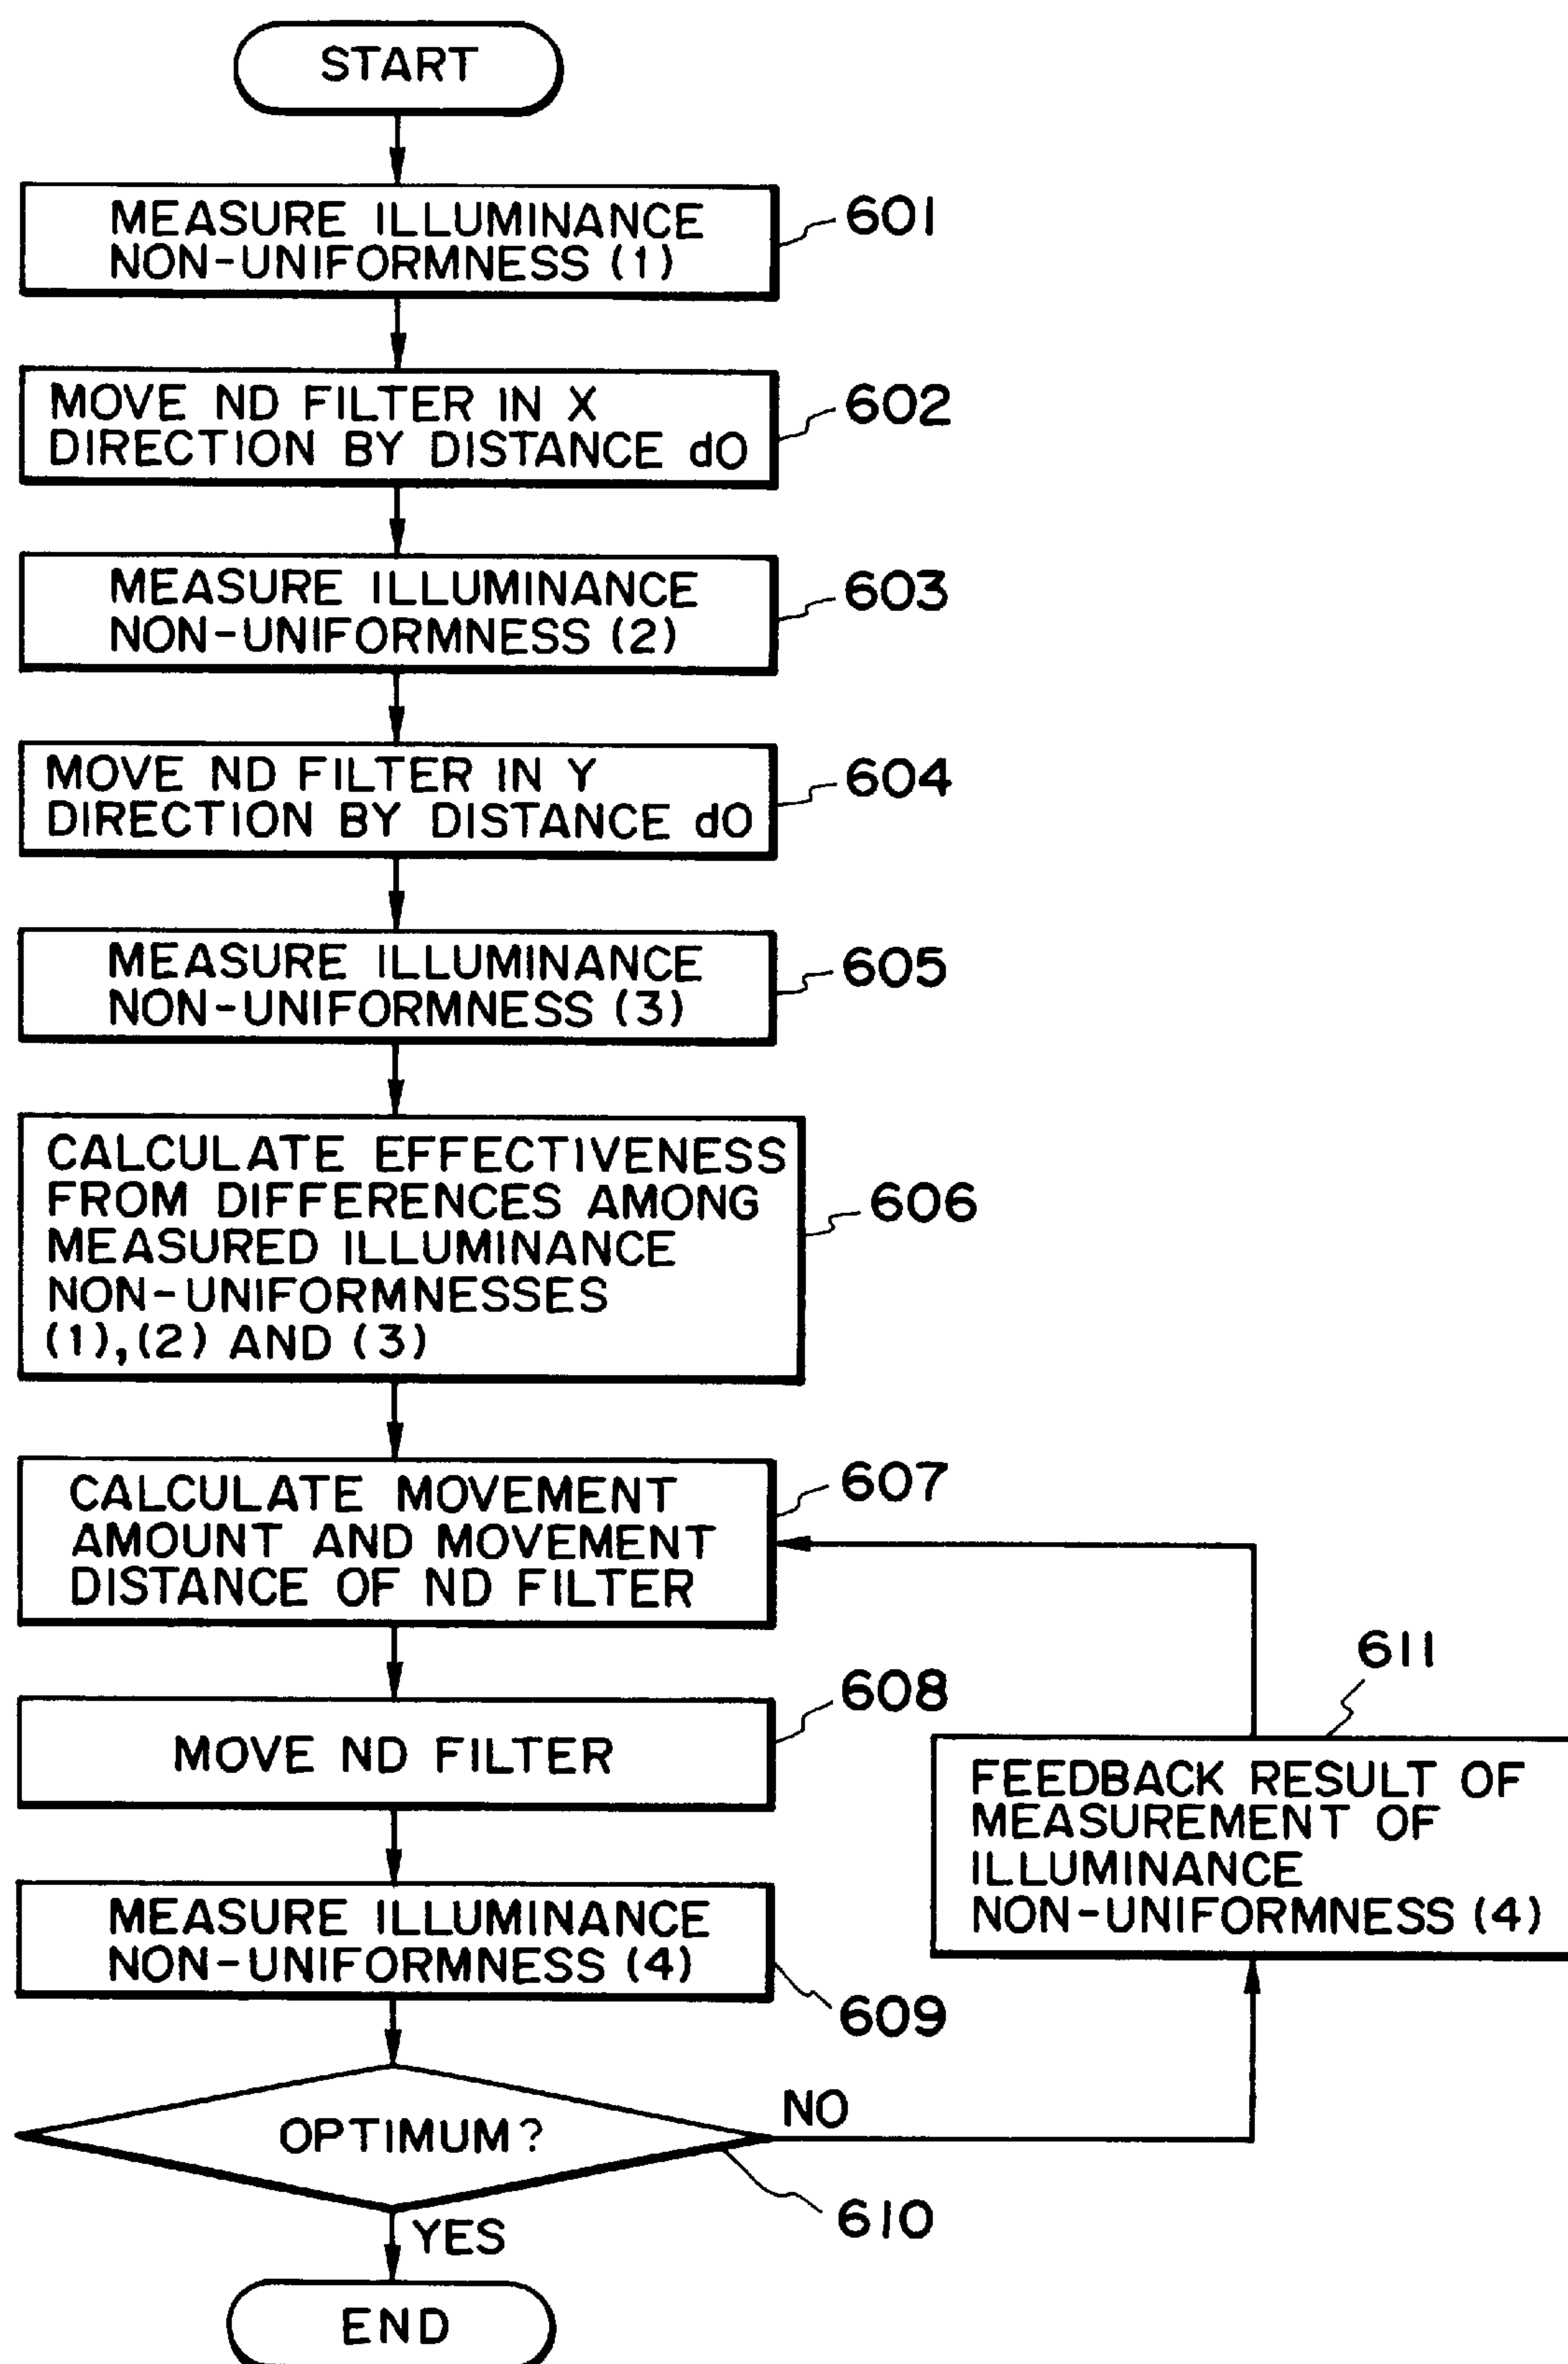 START
MEASURE ILLUMINANCE
NON-UNIFORMNESS (1)
601
MOVE ND FILTER IN X
DIRECTION BY DISTANCE dO
602
MEASURE ILLUMINANCE
NON-UNIFORMNESS (2)
603
MOVE ND FILTER IN Y
DIRECTION BY DISTANCE dO
604
MEASURE ILLUMINANCE
NON-UNIFORMNESS (3)
605
CALCULATE EFFECTIVENESS
FROM DIFFERENCES AMONG
MEASURED ILLUMINANCE
NON-UNIFORMNESSES
(1),(2) AND (3)
606
CALCULATE MOVEMENT
AMOUNT AND MOVEMENT
DISTANCE OF ND FILTER
607
MOVE ND FILTER
608
MEASURE ILLUMINANCE
NON-UNIFORMNESS (4)
609
OPTIMUM?
610
NO
611
FEEDBACK RESULT OF
MEASUREMENT OF
ILLUMINANCE
NON-UNIFORMNESS (4)
YES
END